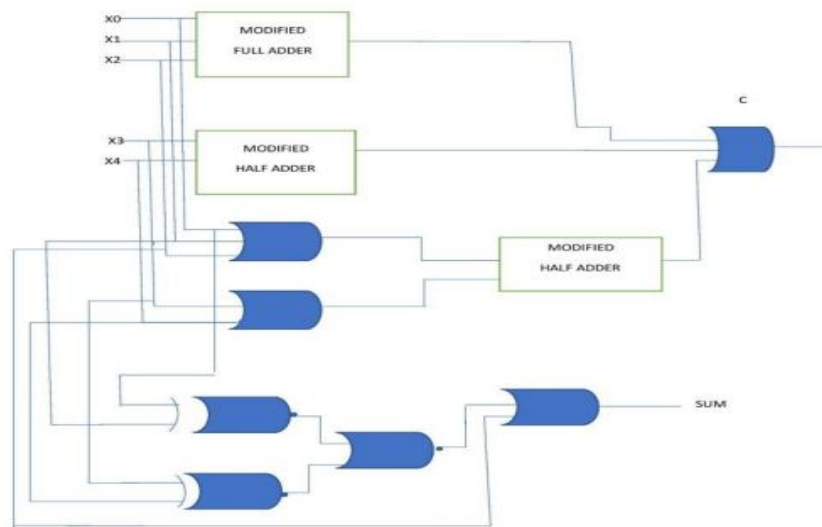 X0
X1
X2
MODIFIED
FULL ADDER
C
X3
X4
MODIFIED
HALF ADDER
MODIFIED
HALF ADDER
SUM